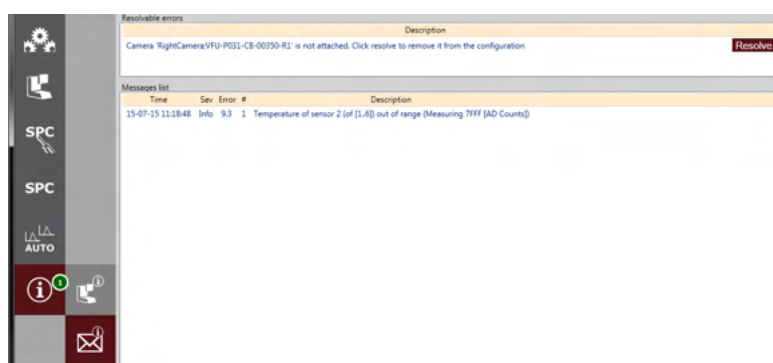 Resolvable errors
Description
Camera 'RightCamera;VFU-P031-CB-00350-R1' is not attached. Click resolve to remove it from the configuration
Resolve
Messages list
Time Sev Error # Description
15-07-15 11:18:48 Info 9.3 1 Temperature of sensor 2 (of [1..6]) out of range (Measuring 7FFF [AD Counts])
SPC
SPC
AUTO
1